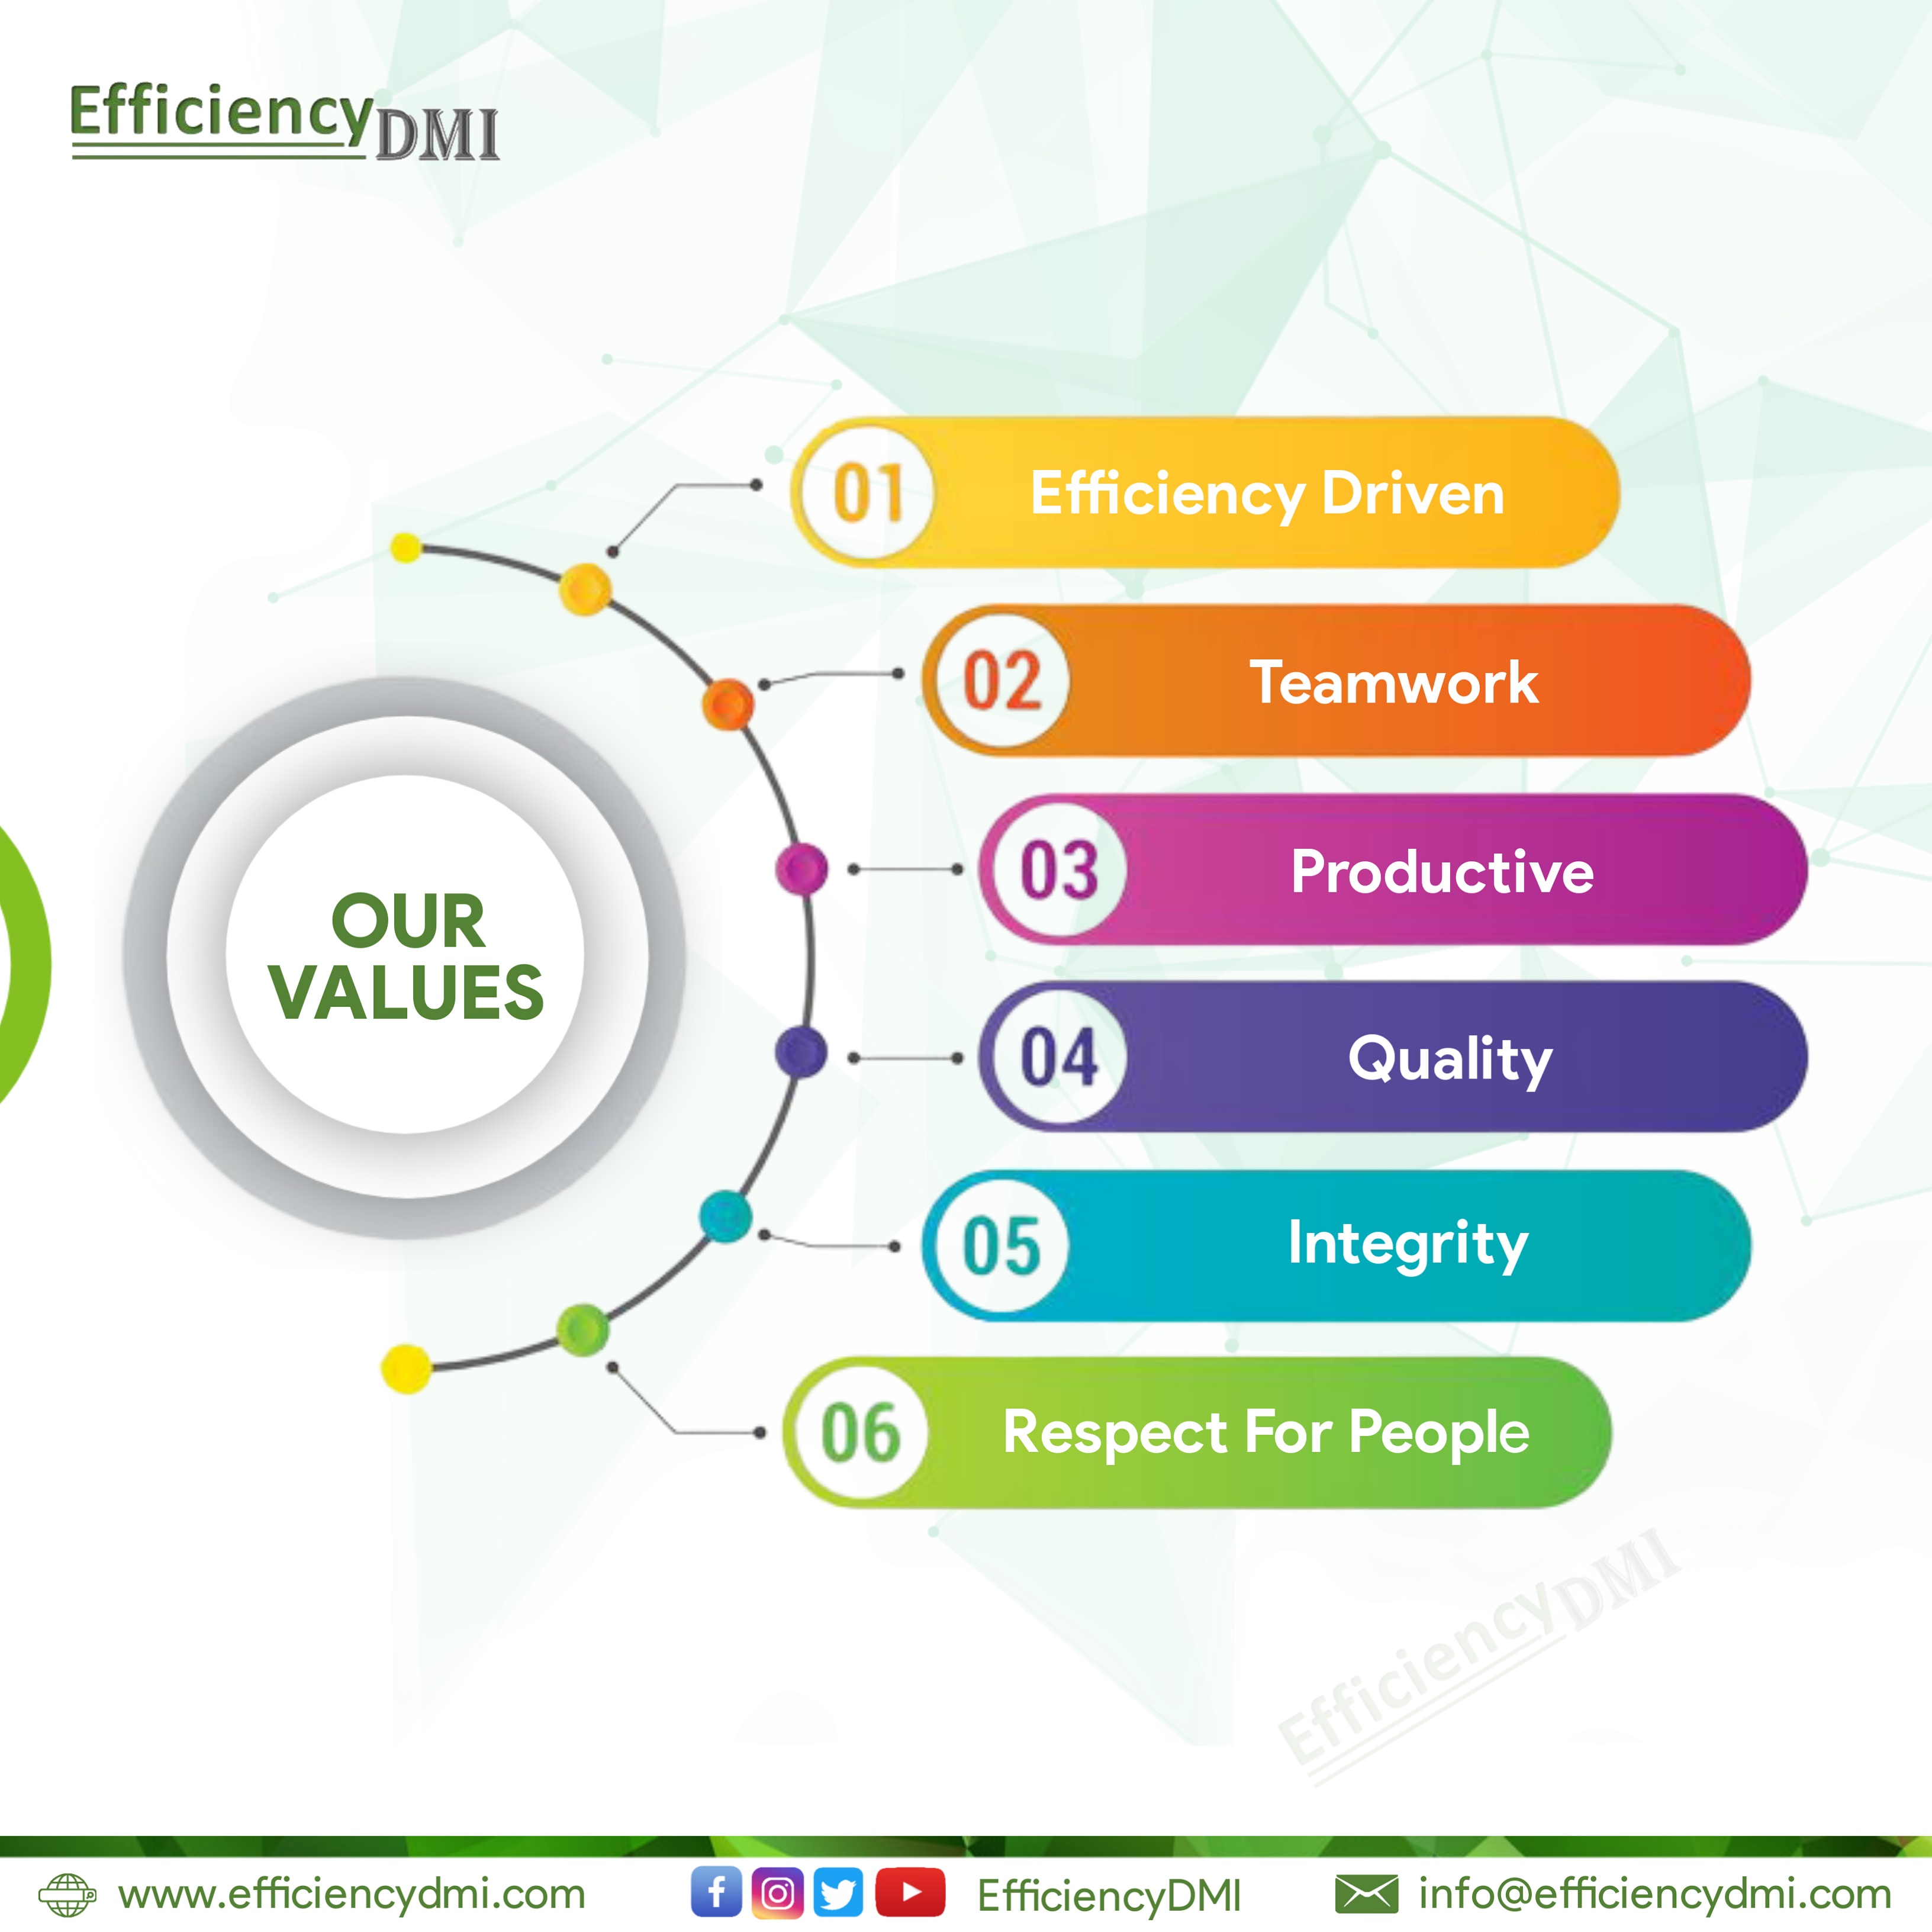 EfficiencyDMI
01 Efficiency Driven
02 Teamwork
03 Productive
OUR
VALUES
04 Quality
05 Integrity
06 Respect For People
EfficiencyDMI
www.efficiencydmi.com EfficiencyDMI info@efficiencydmi.com